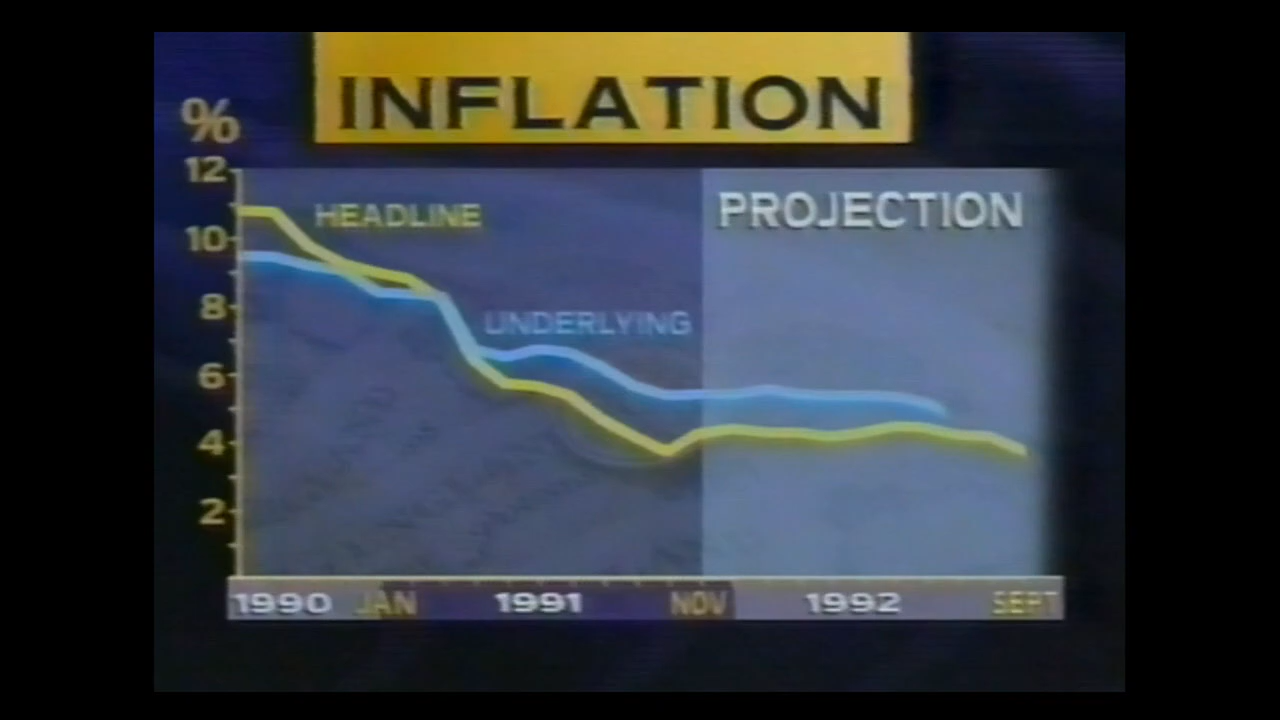 INFLATION
%
12
HEADLINE
PROJECTION
10
8
UNDERLYING
6
4
2
1990 JAN 1991 NOV 1992 SEPT